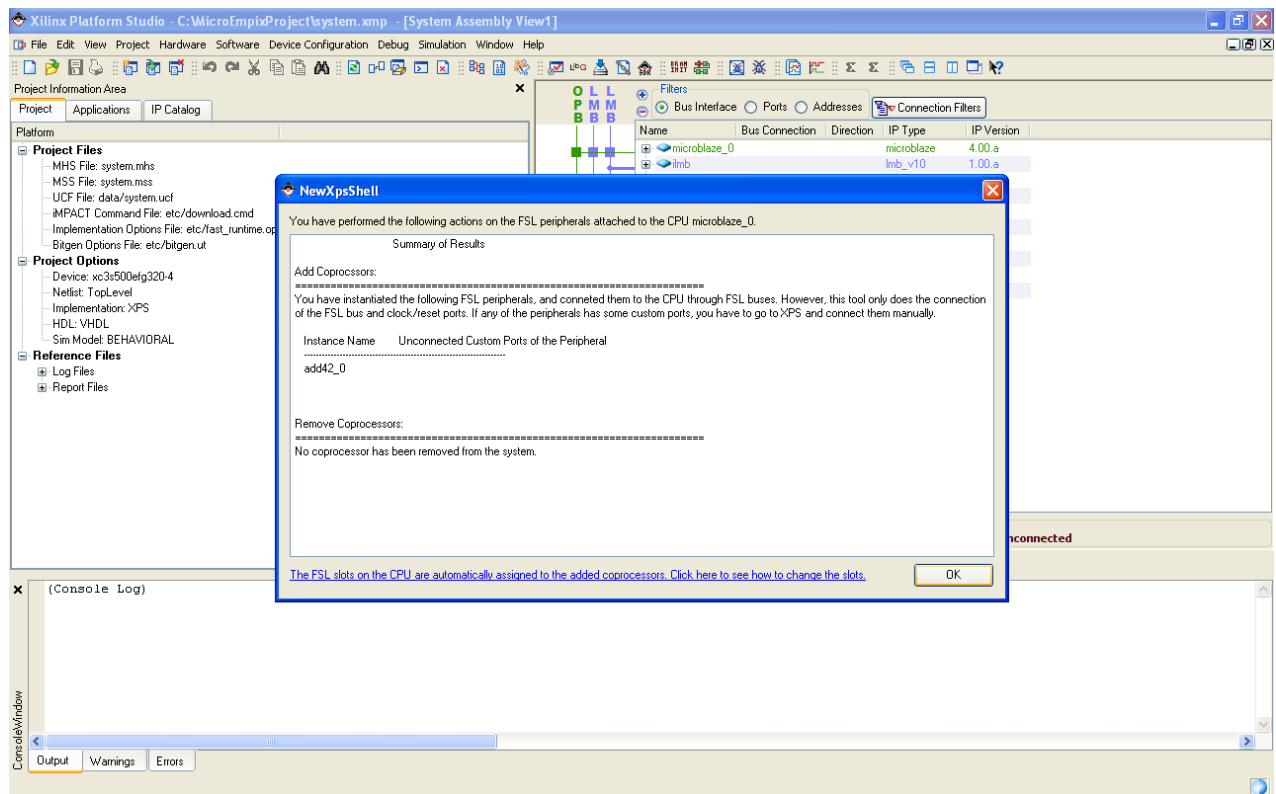 Xilinx Platform Studio - C:\MicroEmpixProject\system.xmp - [System Assembly View1]
File Edit View Project Hardware Software Device Configuration Debug Simulation Window Help
Project Information Area
Project Applications IP Catalog
Platform
Project Files
MHS File: system.mhs
MSS File: system.mss
UCF File: data/system.ucf
iMPACT Command File: etc/download.cmd
Implementation Options File: etc/fast_runtime.op
Bitgen Options File: etc/bitgen.ut
Project Options
Device: xc3s500efg320-4
Netlist: TopLevel
Implementation: XPS
HDL: VHDL
Sim Model: BEHAVIORAL
Reference Files
Log Files
Report Files
O L L
P M M
B B B
Filters
Bus Interface Ports Addresses Connection Filters
Name Bus Connection Direction IP Type IP Version
microblaze_0 microblaze 4.00.a
ilmb lmb_v10 1.00.a
nconnected
NewXpsShell
You have performed the following actions on the FSL peripherals attached to the CPU microblaze_0.
Summary of Results
Add Coprocssors:
=====================================================================
You have instantiated the following FSL peripherals, and conneted them to the CPU through FSL buses. However, this tool only does the connection
of the FSL bus and clock/reset ports. If any of the peripherals has some custom ports, you have to go to XPS and connect them manually.
Instance Name Unconnected Custom Ports of the Peripheral
-------------------------------------------------------------------
add42_0
Remove Coprocessors:
=====================================================================
No coprocessor has been removed from the system.
The FSL slots on the CPU are automatically assigned to the added coprocessors. Click here to see how to change the slots.
OK
(Console Log)
ConsoleWindow
Output Warnings Errors